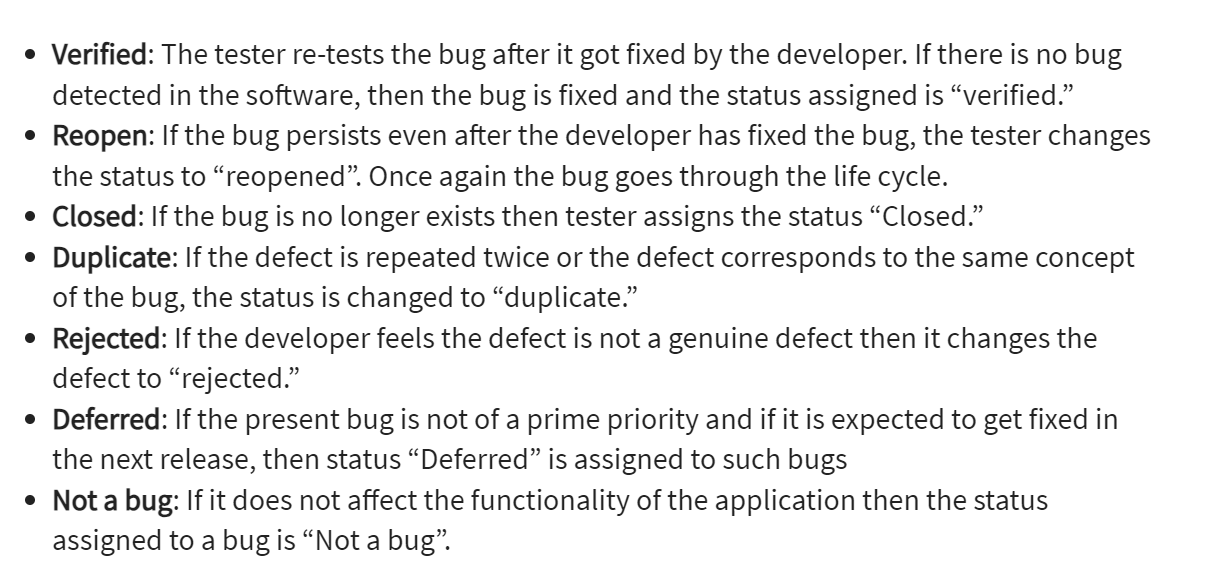 • Verified: The tester re-tests the bug after it got fixed by the developer. If there is no bug
detected in the software, then the bug is fixed and the status assigned is “verified.”
• Reopen: If the bug persists even after the developer has fixed the bug, the tester changes
the status to “reopened”. Once again the bug goes through the life cycle.
• Closed: If the bug is no longer exists then tester assigns the status “Closed.”
• Duplicate: If the defect is repeated twice or the defect corresponds to the same concept
of the bug, the status is changed to “duplicate.”
• Rejected: If the developer feels the defect is not a genuine defect then it changes the
defect to “rejected.”
• Deferred: If the present bug is not of a prime priority and if it is expected to get fixed in
the next release, then status “Deferred” is assigned to such bugs
• Not a bug: If it does not affect the functionality of the application then the status
assigned to a bug is “Not a bug”.